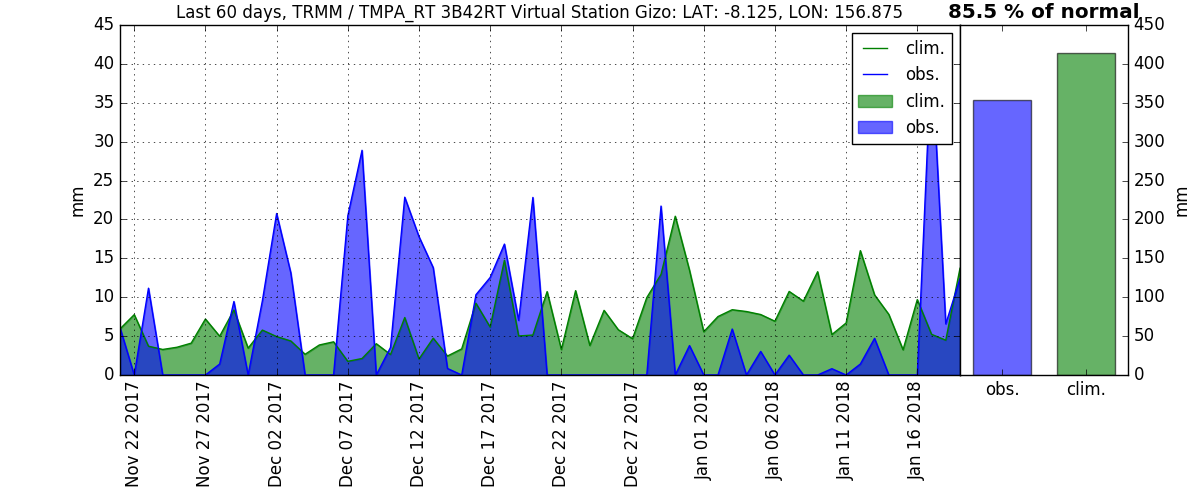 Last 60 days, TRMM / TMPA_RT 3B42RT Virtual Station Gizo: LAT: -8.125, LON: 156.875
85.5 % of normal
45
40
35
30
25
20
15
10
5
0
mm
clim.
obs.
clim.
obs.
450
400
350
300
250
200
150
100
50
0
mm
obs.
clim.
Nov 22 2017
Nov 27 2017
Dec 02 2017
Dec 07 2017
Dec 12 2017
Dec 17 2017
Dec 22 2017
Dec 27 2017
Jan 01 2018
Jan 06 2018
Jan 11 2018
Jan 16 2018